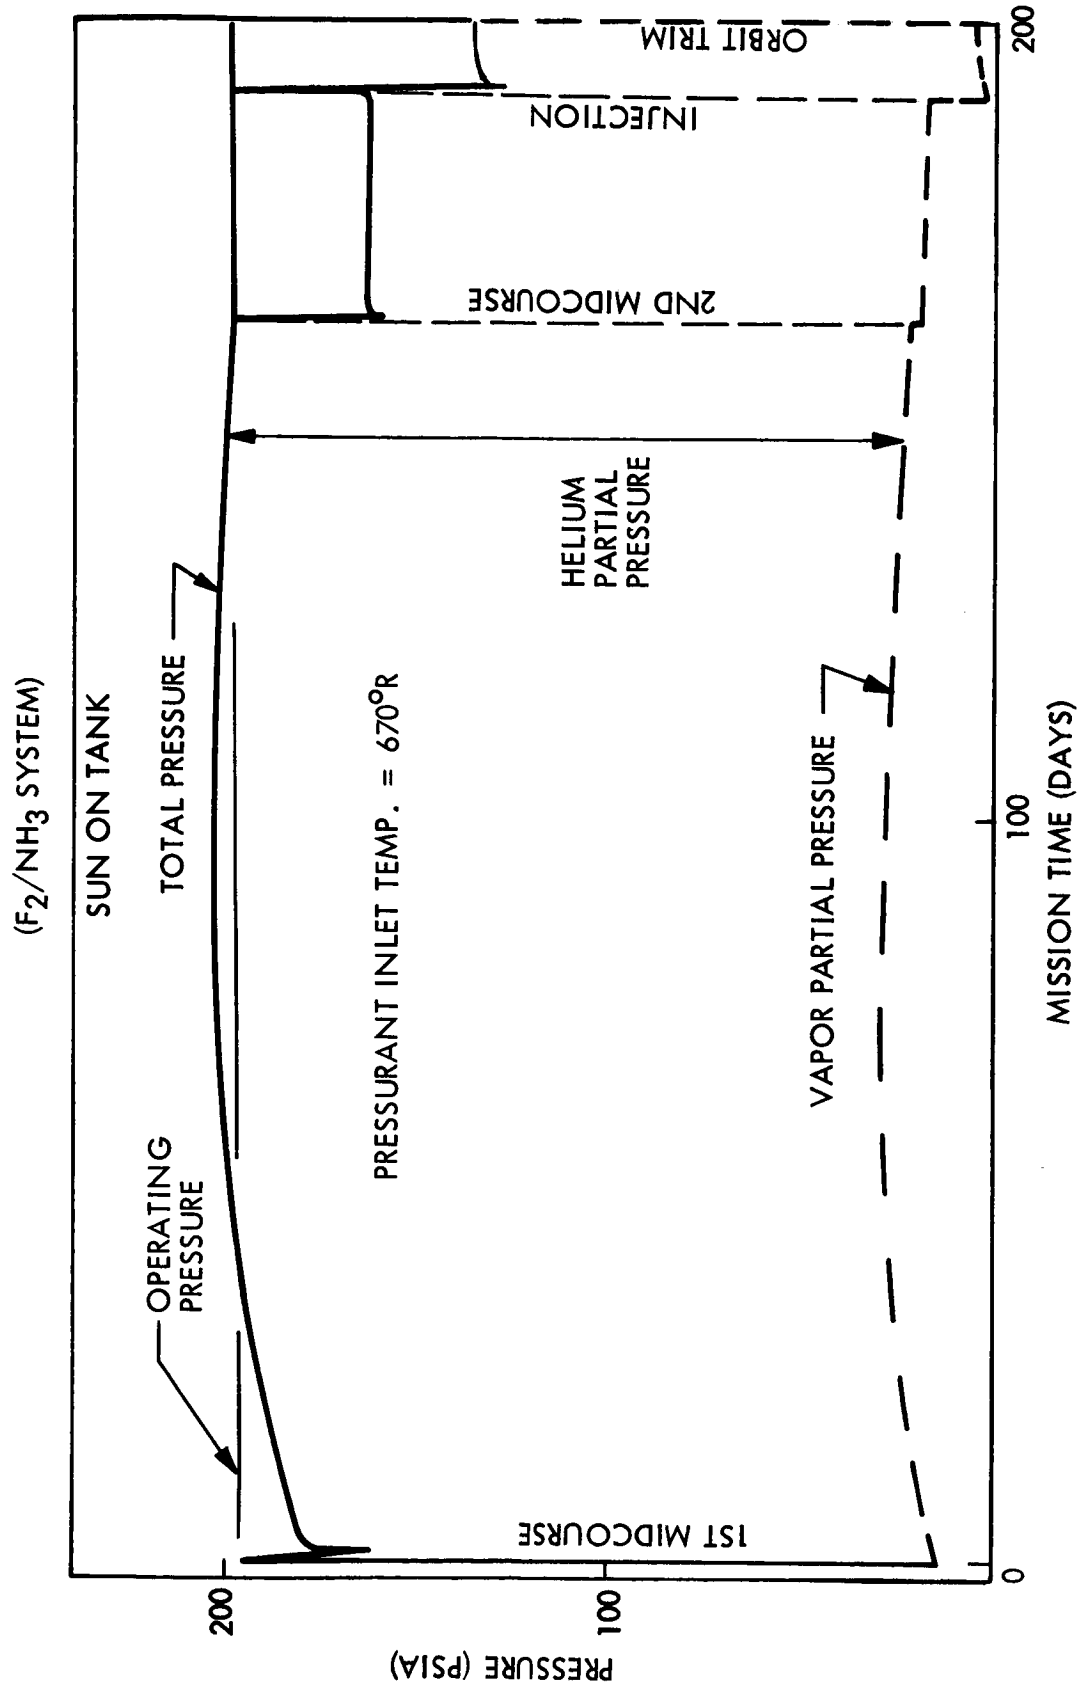 (F2/NH3 SYSTEM)
SUN ON TANK
OPERATING
PRESSURE
TOTAL PRESSURE
PRESSURANT INLET TEMP. = 670°R
HELIUM
PARTIAL
PRESSURE
VAPOR PARTIAL PRESSURE
1ST MIDCOURSE
2ND MIDCOURSE
INJECTION
ORBIT TRIM
PRESSURE (PSIA)
200
100
0
100
200
MISSION TIME (DAYS)